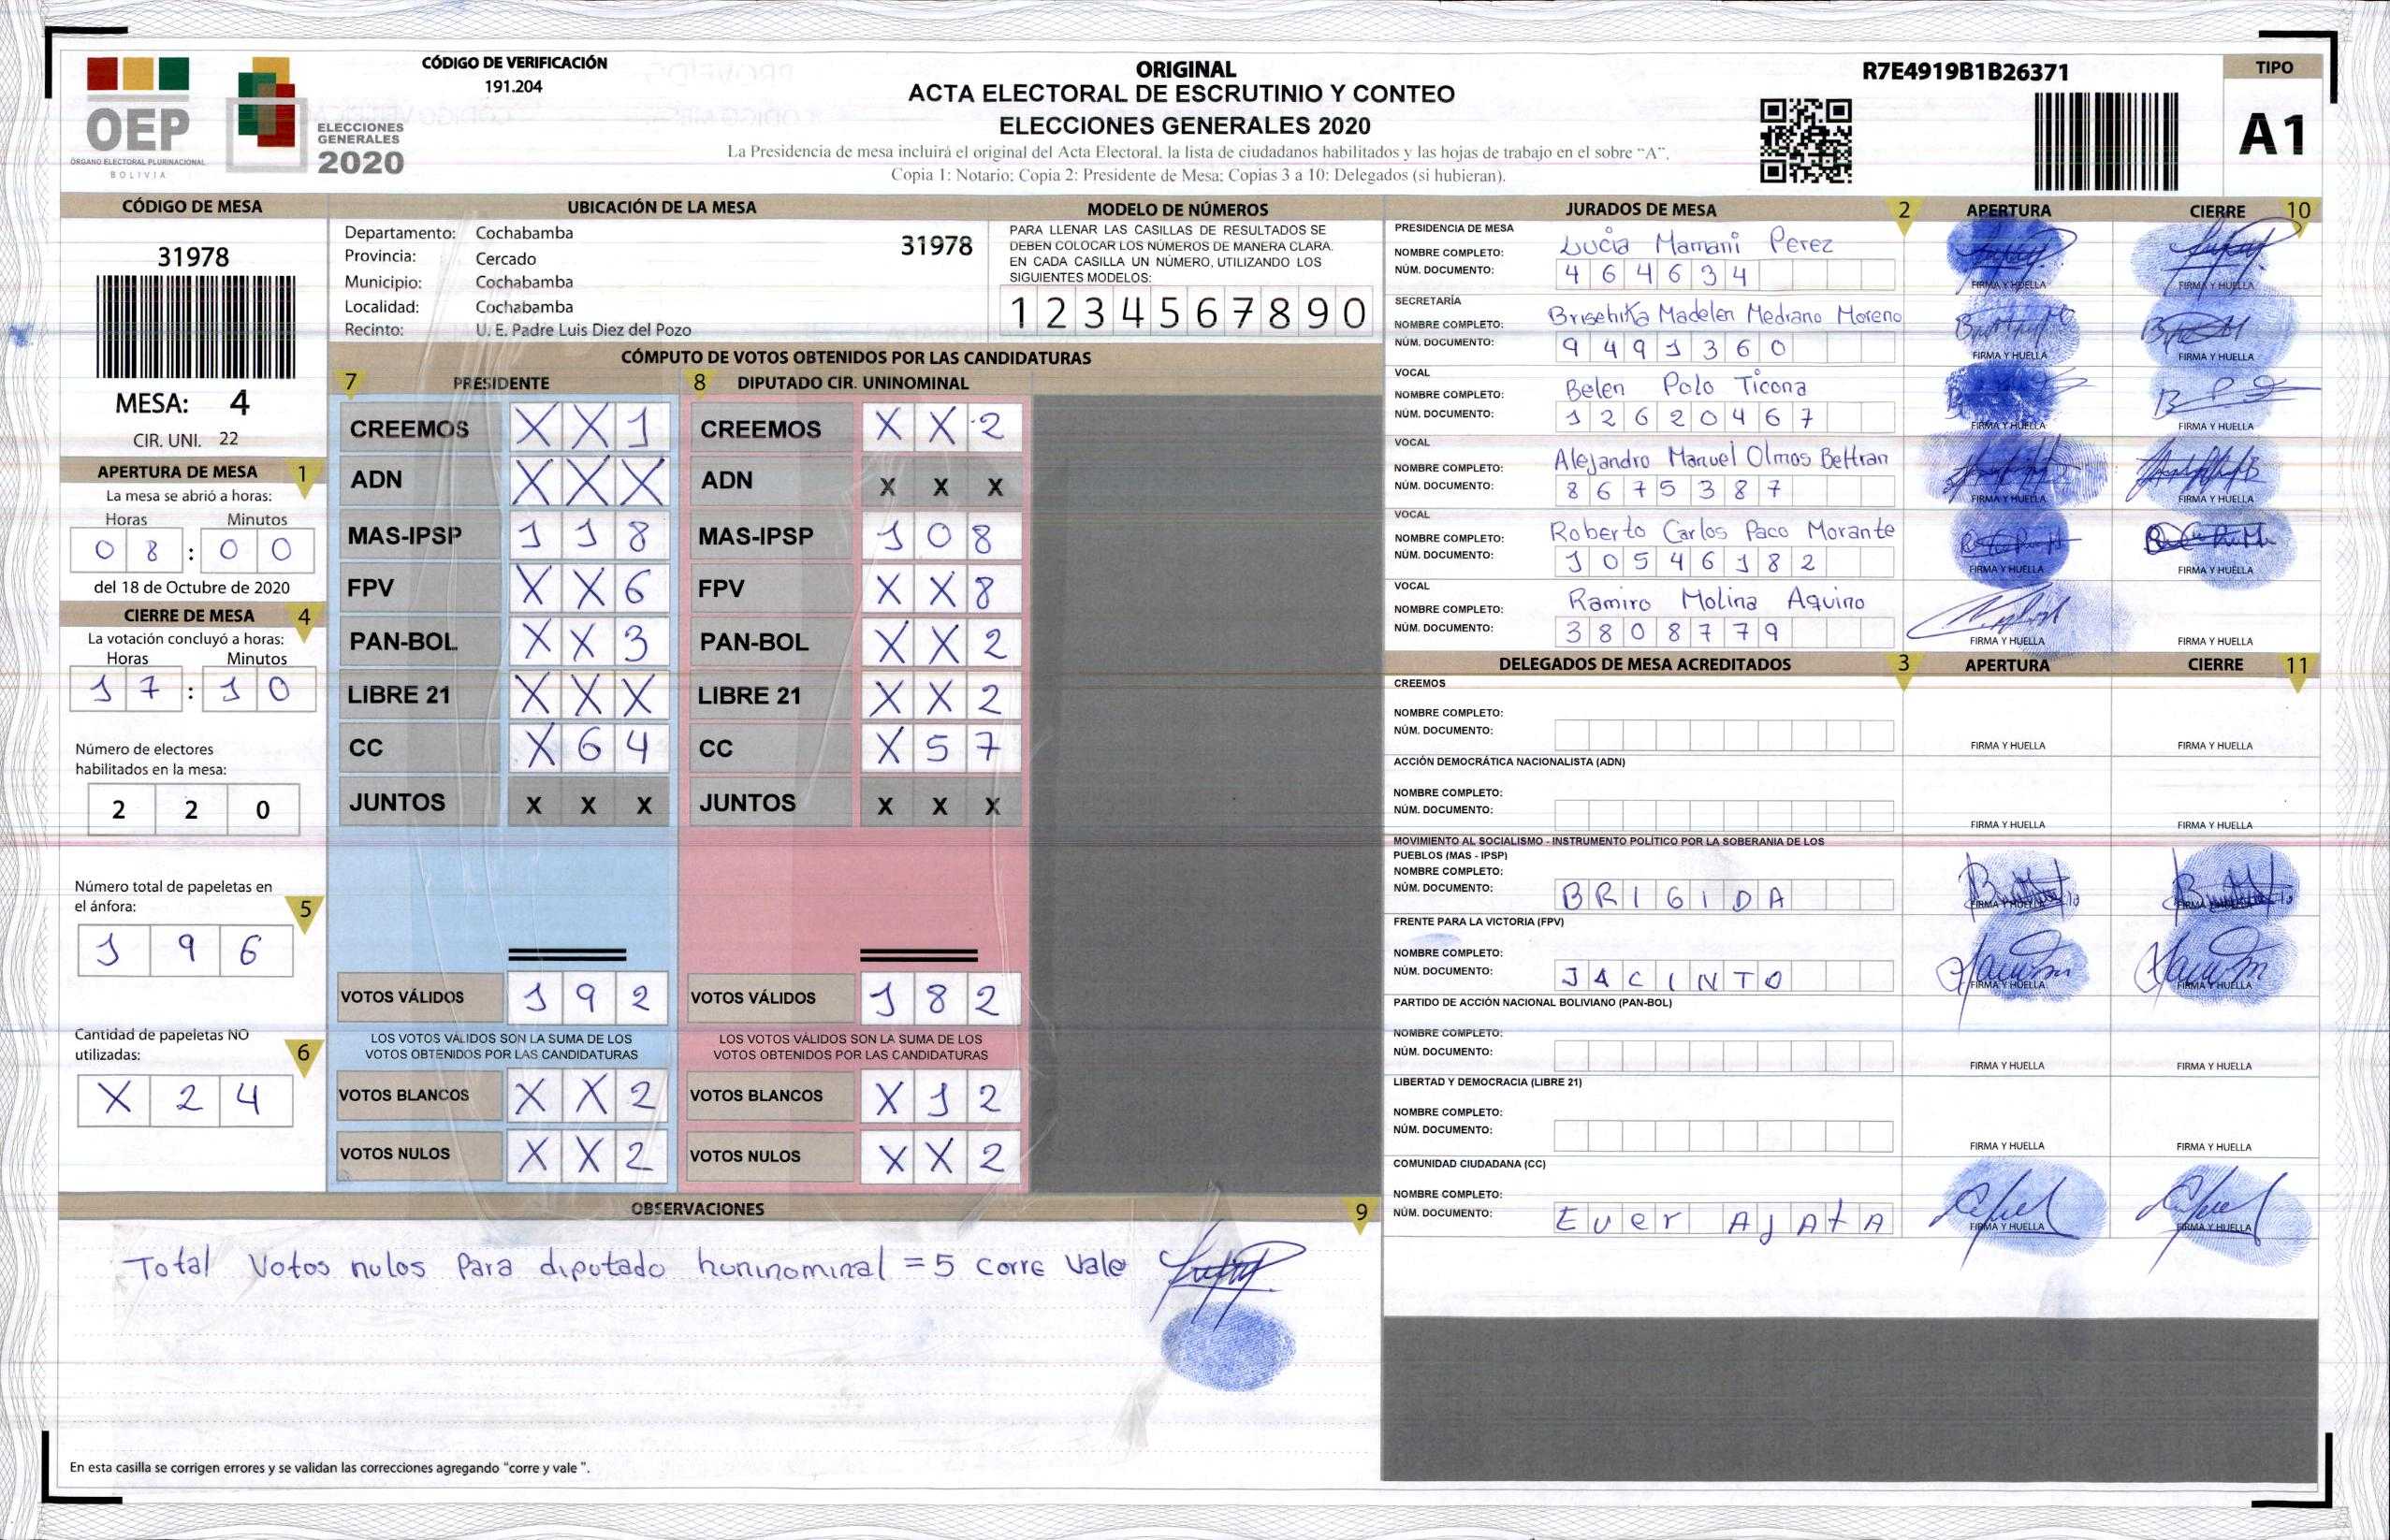 OEP
ÓRGANO ELECTORAL PLURINACIONAL
BOLIVIA
ELECCIONES
GENERALES
2020
CÓDIGO DE VERIFICACIÓN
191.204
ORIGINAL
ACTA ELECTORAL DE ESCRUTINIO Y CONTEO
ELECCIONES GENERALES 2020
La Presidencia de mesa incluirá el original del Acta Electoral, la lista de ciudadanos habilitados y las hojas de trabajo en el sobre "A".
Copia 1: Notario; Copia 2: Presidente de Mesa; Copias 3 a 10: Delegados (si hubieran).
R7E4919B1B26371
TIPO
A1
CÓDIGO DE MESA
31978
MESA: 4
CIR. UNI. 22
APERTURA DE MESA 1
La mesa se abrió a horas:
Horas Minutos
0 8 : 0 0
del 18 de Octubre de 2020
CIERRE DE MESA 4
La votación concluyó a horas:
Horas Minutos
1 7 : 1 0
Número de electores
habilitados en la mesa:
2 2 0
Número total de papeletas en
el ánfora: 5
1 9 6
Cantidad de papeletas NO
utilizadas: 6
X 2 4
UBICACIÓN DE LA MESA
Departamento: Cochabamba 31978
Provincia: Cercado
Municipio: Cochabamba
Localidad: Cochabamba
Recinto: U. E. Padre Luis Diez del Pozo
MODELO DE NÚMEROS
PARA LLENAR LAS CASILLAS DE RESULTADOS SE
DEBEN COLOCAR LOS NÚMEROS DE MANERA CLARA.
EN CADA CASILLA UN NÚMERO, UTILIZANDO LOS
SIGUIENTES MODELOS:
1 2 3 4 5 6 7 8 9 0
CÓMPUTO DE VOTOS OBTENIDOS POR LAS CANDIDATURAS
7 PRESIDENTE 8 DIPUTADO CIR. UNINOMINAL
CREEMOS X X 1 CREEMOS X X 2
ADN X X X ADN X X X
MAS-IPSP 1 1 8 MAS-IPSP 1 0 8
FPV X X 6 FPV X X 8
PAN-BOL X X 3 PAN-BOL X X 2
LIBRE 21 X X X LIBRE 21 X X 2
CC X 6 4 CC X 5 7
JUNTOS X X X JUNTOS X X X
VOTOS VÁLIDOS 1 9 2 VOTOS VÁLIDOS 1 8 2
LOS VOTOS VÁLIDOS SON LA SUMA DE LOS LOS VOTOS VÁLIDOS SON LA SUMA DE LOS
VOTOS OBTENIDOS POR LAS CANDIDATURAS VOTOS OBTENIDOS POR LAS CANDIDATURAS
VOTOS BLANCOS X X 2 VOTOS BLANCOS X 1 2
VOTOS NULOS X X 2 VOTOS NULOS X X 2
OBSERVACIONES 9
Total Votos nulos Para diputado huninominal = 5 corre Vale
En esta casilla se corrigen errores y se validan las correcciones agregando "corre y vale ".
JURADOS DE MESA 2 APERTURA CIERRE 10
PRESIDENCIA DE MESA
NOMBRE COMPLETO: Lucia Mamani Perez
NÚM. DOCUMENTO: 4 6 4 6 3 4 FIRMA Y HUELLA FIRMA Y HUELLA
SECRETARÍA
NOMBRE COMPLETO: Brisehika Madelen Medrano Moreno
NÚM. DOCUMENTO: 9 4 9 1 3 6 0 FIRMA Y HUELLA FIRMA Y HUELLA
VOCAL
NOMBRE COMPLETO: Belen Polo Ticona
NÚM. DOCUMENTO: 1 2 6 2 0 4 6 7 FIRMA Y HUELLA FIRMA Y HUELLA
VOCAL
NOMBRE COMPLETO: Alejandro Manuel Olmos Beltran
NÚM. DOCUMENTO: 8 6 7 5 3 8 7 FIRMA Y HUELLA FIRMA Y HUELLA
VOCAL
NOMBRE COMPLETO: Roberto Carlos Paco Morante
NÚM. DOCUMENTO: 1 0 5 4 6 1 8 2 FIRMA Y HUELLA FIRMA Y HUELLA
VOCAL
NOMBRE COMPLETO: Ramiro Molina Aquino
NÚM. DOCUMENTO: 3 8 0 8 7 7 9 FIRMA Y HUELLA FIRMA Y HUELLA
DELEGADOS DE MESA ACREDITADOS 3 APERTURA CIERRE 11
CREEMOS
NOMBRE COMPLETO:
NÚM. DOCUMENTO: FIRMA Y HUELLA FIRMA Y HUELLA
ACCIÓN DEMOCRÁTICA NACIONALISTA (ADN)
NOMBRE COMPLETO:
NÚM. DOCUMENTO: FIRMA Y HUELLA FIRMA Y HUELLA
MOVIMIENTO AL SOCIALISMO - INSTRUMENTO POLÍTICO POR LA SOBERANIA DE LOS
PUEBLOS (MAS - IPSP)
NOMBRE COMPLETO:
NÚM. DOCUMENTO: B R I G I D A FIRMA Y HUELLA FIRMA Y HUELLA
FRENTE PARA LA VICTORIA (FPV)
NOMBRE COMPLETO:
NÚM. DOCUMENTO: J A C I N T O FIRMA Y HUELLA FIRMA Y HUELLA
PARTIDO DE ACCIÓN NACIONAL BOLIVIANO (PAN-BOL)
NOMBRE COMPLETO:
NÚM. DOCUMENTO: FIRMA Y HUELLA FIRMA Y HUELLA
LIBERTAD Y DEMOCRACIA (LIBRE 21)
NOMBRE COMPLETO:
NÚM. DOCUMENTO: FIRMA Y HUELLA FIRMA Y HUELLA
COMUNIDAD CIUDADANA (CC)
NOMBRE COMPLETO:
NÚM. DOCUMENTO: E v e r A J A t A FIRMA Y HUELLA FIRMA Y HUELLA